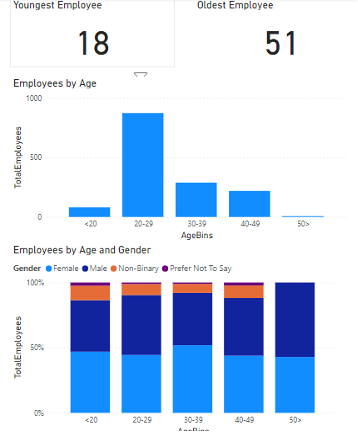 Youngest Employee
Oldest Employee
18
51
Employees by Age
1000
500
0
TotalEmployees
<20 20-29 30-39 40-49 50>
AgeBins
Employees by Age and Gender
Gender Female Male Non-Binary Prefer Not To Say
100%
50%
0%
TotalEmployees
<20 20-29 30-39 40-49 50>
AgeBins